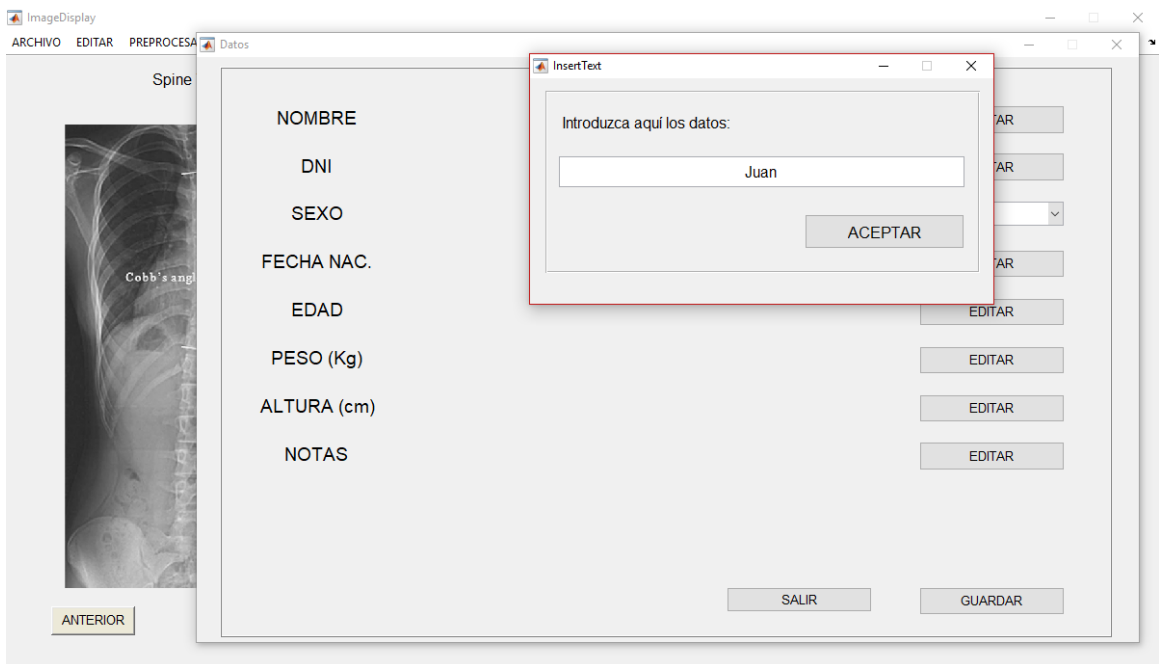 ImageDisplay
ARCHIVO EDITAR PREPROCESA
Datos
InsertText
Spine
Introduzca aquí los datos:
Juan
ACEPTAR
NOMBRE TAR
DNI TAR
SEXO
FECHA NAC. TAR
Cobb's angl
EDAD EDITAR
PESO (Kg) EDITAR
ALTURA (cm) EDITAR
NOTAS EDITAR
SALIR GUARDAR
ANTERIOR